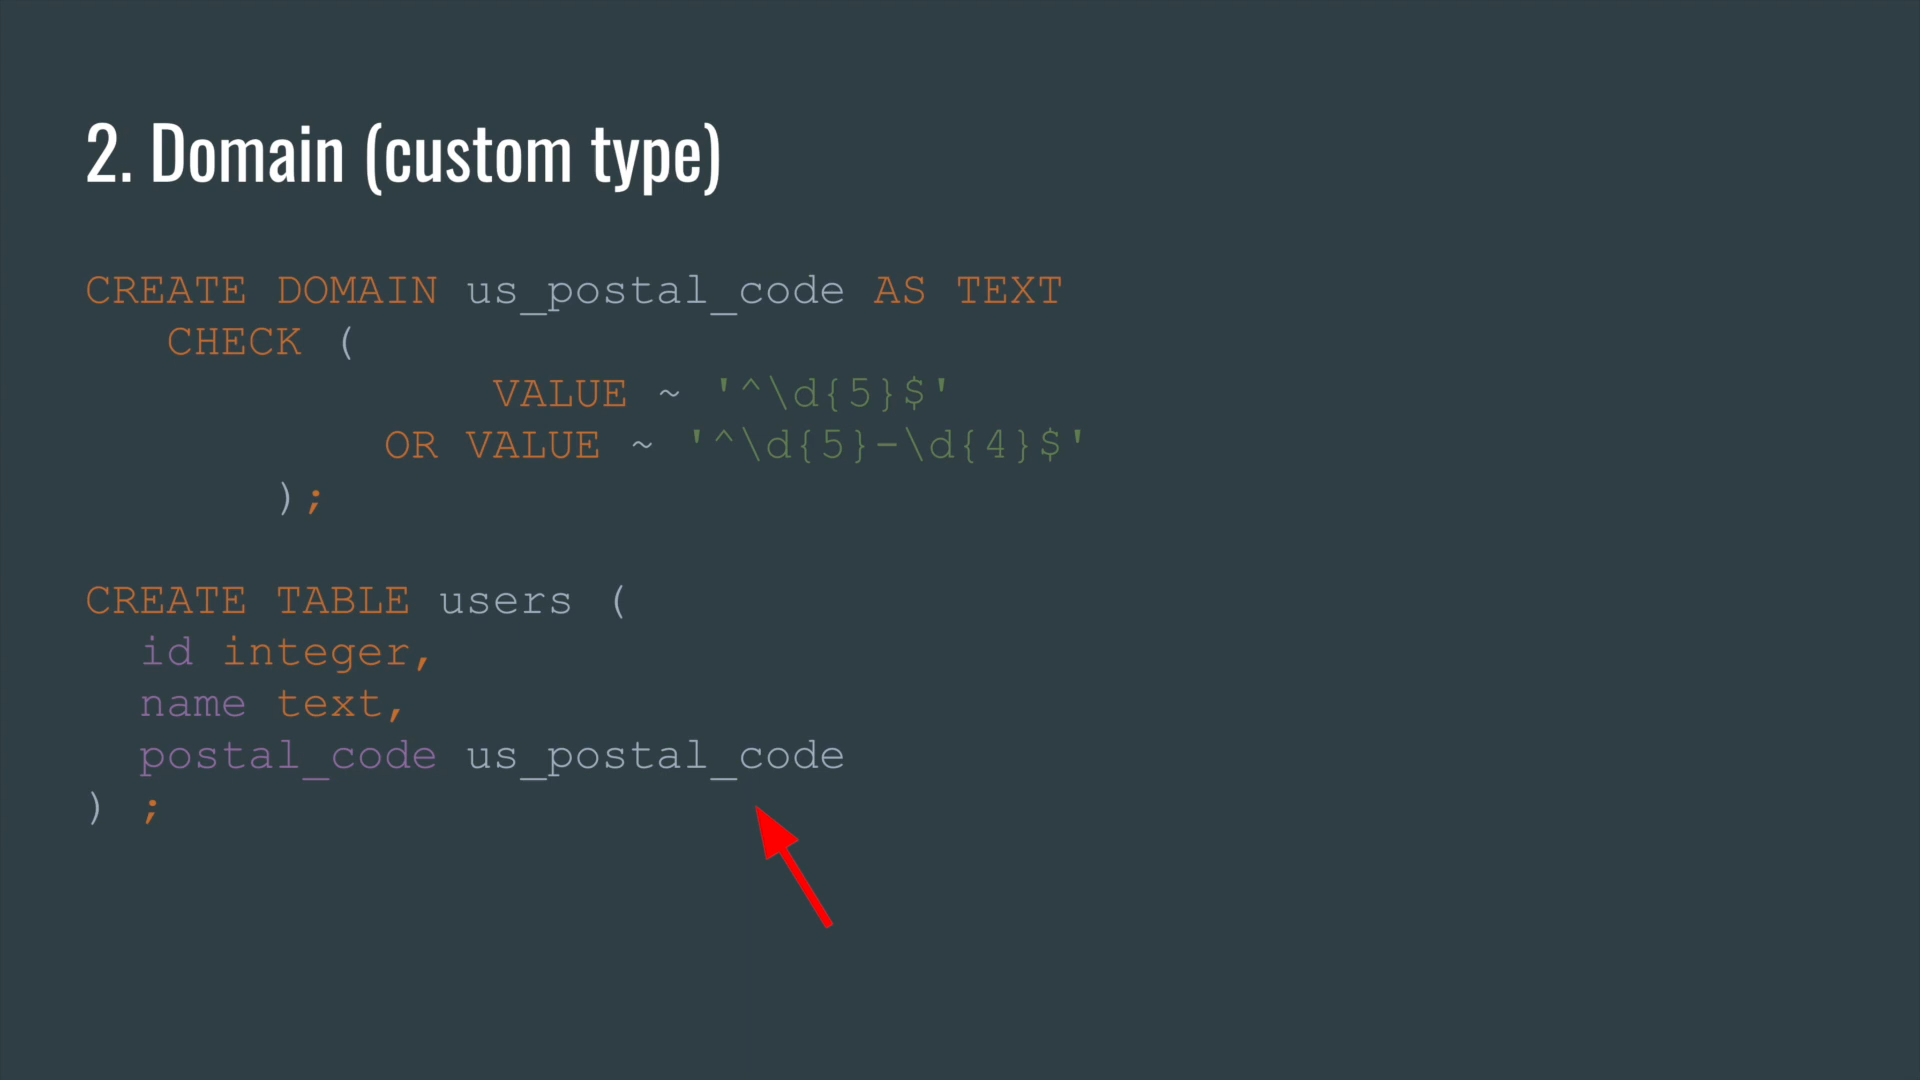 2. Domain (custom type)
CREATE DOMAIN us_postal_code AS TEXT
CHECK (
VALUE ~ '^\d{5}$'
OR VALUE ~ '^\d{5}-\d{4}$'
);
CREATE TABLE users (
id integer,
name text,
postal_code us_postal_code
) ;